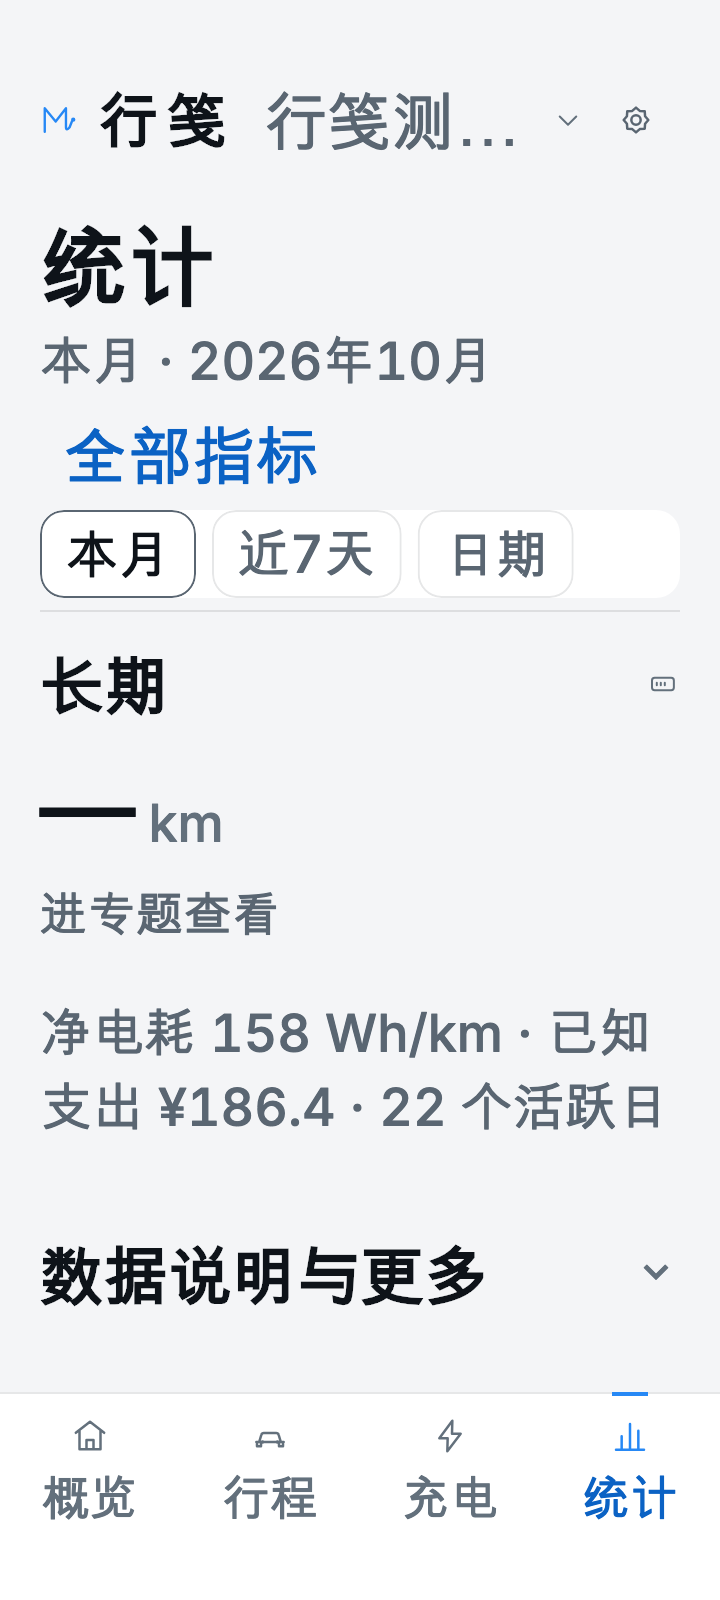 行笺 行笺测...
统计
本月 · 2026年10月
全部指标
本月 近7天 日期
长期
— km
进专题查看
净电耗 158 Wh/km · 已知
支出 ¥186.4 · 22 个活跃日
数据说明与更多
概览 行程 充电 统计